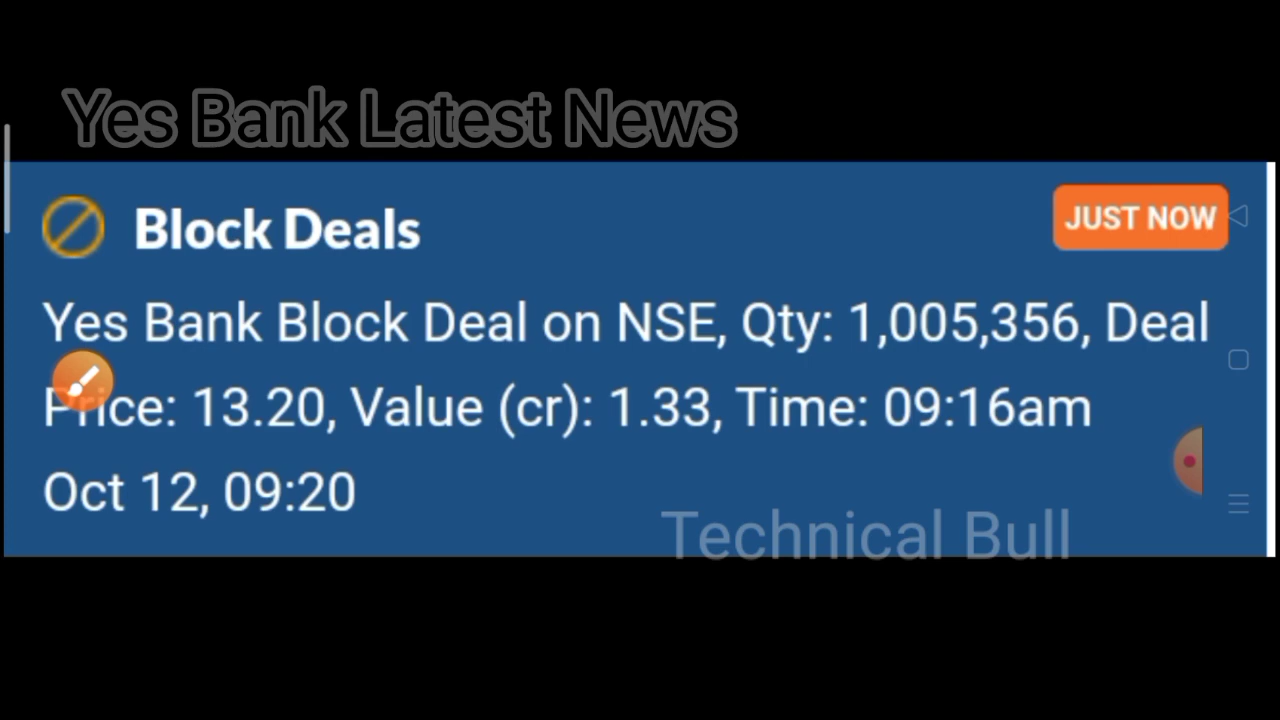 Yes Bank Latest News
Block Deals
JUST NOW
Yes Bank Block Deal on NSE, Qty: 1,005,356, Deal
Price: 13.20, Value (cr): 1.33, Time: 09:16am
Oct 12, 09:20
Technical Bull